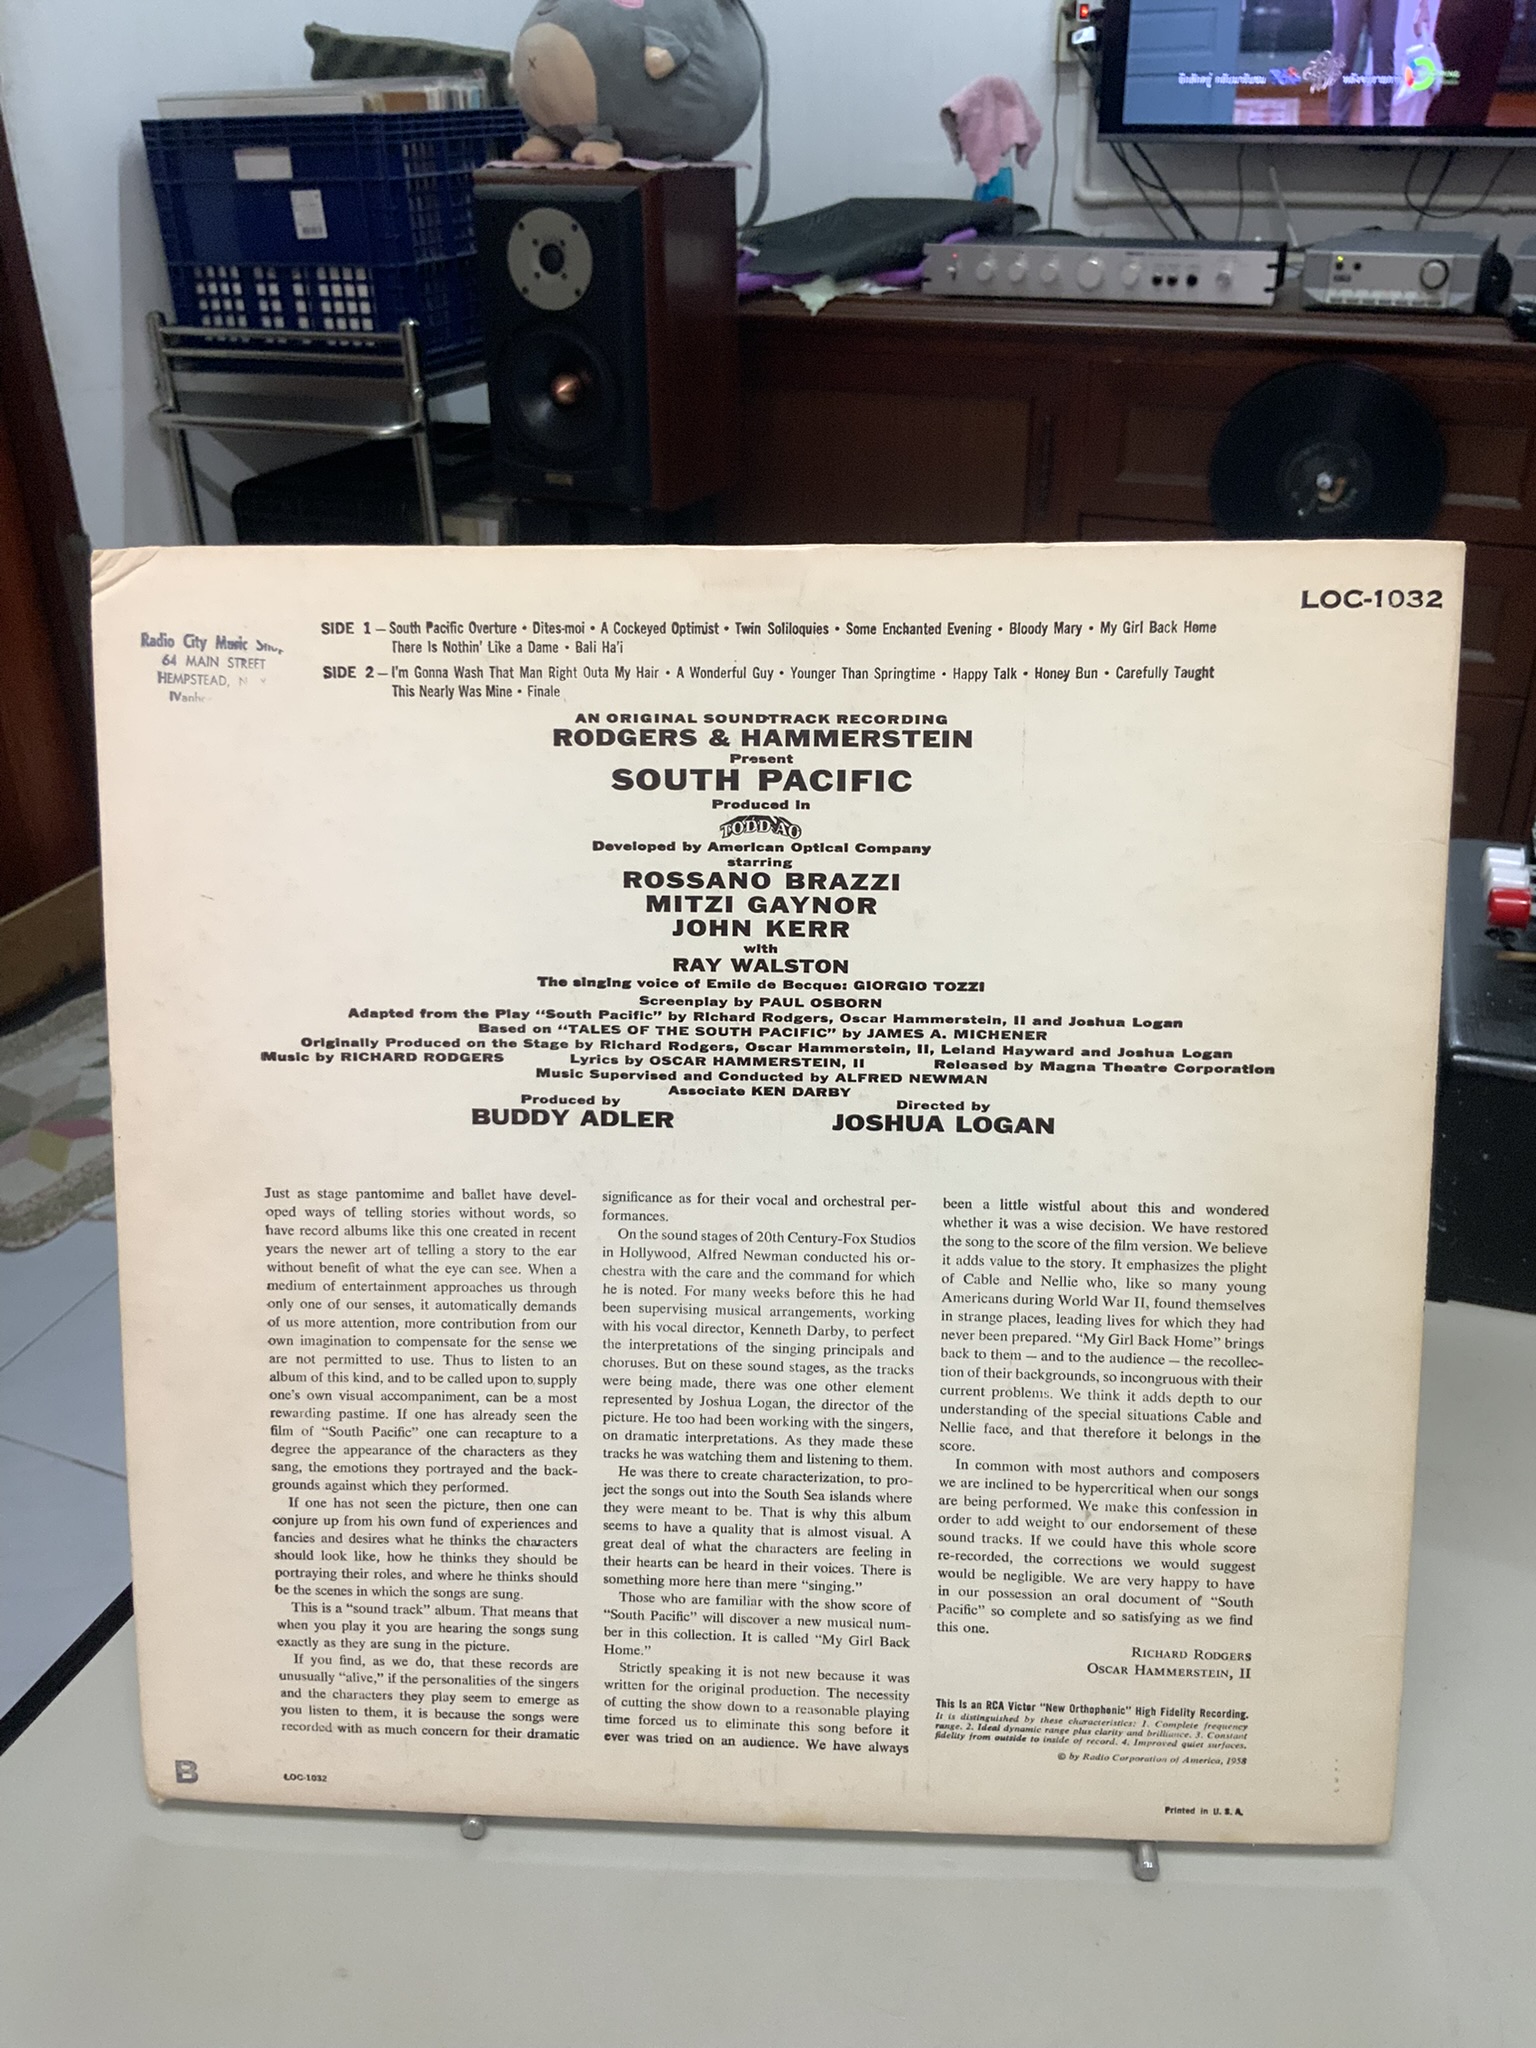 LOC-1032
Radio City Music
64 MAIN STREET
HEMPSTEAD, N Y
SIDE 1 – South Pacific Overture • Dites-moi • A Cockeyed Optimist • Twin Soliloquies • Some Enchanted Evening • Bloody Mary • My Girl Back Home
There Is Nothin' Like a Dame • Bali Ha'i
SIDE 2 – I'm Gonna Wash That Man Right Outa My Hair • A Wonderful Guy • Younger Than Springtime • Happy Talk • Honey Bun • Carefully Taught
This Nearly Was Mine • Finale
AN ORIGINAL SOUNDTRACK RECORDING
RODGERS & HAMMERSTEIN
Present
SOUTH PACIFIC
Produced In
TODD-AO
Developed by American Optical Company
starring
ROSSANO BRAZZI
MITZI GAYNOR
JOHN KERR
with
RAY WALSTON
The singing voice of Emile de Becque: GIORGIO TOZZI
Screenplay by PAUL OSBORN
Adapted from the Play "South Pacific" by Richard Rodgers, Oscar Hammerstein, II and Joshua Logan
Based on "TALES OF THE SOUTH PACIFIC" by JAMES A. MICHENER
Originally Produced on the Stage by Richard Rodgers, Oscar Hammerstein, II, Leland Hayward and Joshua Logan
Music by RICHARD RODGERS Lyrics by OSCAR HAMMERSTEIN, II Released by Magna Theatre Corporation
Music Supervised and Conducted by ALFRED NEWMAN
Associate KEN DARBY
Produced by
BUDDY ADLER
Directed by
JOSHUA LOGAN
Just as stage pantomime and ballet have devel-
oped ways of telling stories without words, so
have record albums like this one created in recent
years the newer art of telling a story to the ear
without benefit of what the eye can see. When a
medium of entertainment approaches us through
only one of our senses, it automatically demands
of us more attention, more contribution from our
own imagination to compensate for the sense we
are not permitted to use. Thus to listen to an
album of this kind, and to be called upon to supply
one's own visual accompaniment, can be a most
rewarding pastime. If one has already seen the
film of "South Pacific" one can recapture to a
degree the appearance of the characters as they
sang, the emotions they portrayed and the back-
grounds against which they performed.
If one has not seen the picture, then one can
conjure up from his own fund of experiences and
fancies and desires what he thinks the characters
should look like, how he thinks they should be
portraying their roles, and where he thinks should
be the scenes in which the songs are sung.
This is a "sound track" album. That means that
when you play it you are hearing the songs sung
exactly as they are sung in the picture.
If you find, as we do, that these records are
unusually "alive," if the personalities of the singers
and the characters they play seem to emerge as
you listen to them, it is because the songs were
recorded with as much concern for their dramatic
significance as for their vocal and orchestral per-
formances.
On the sound stages of 20th Century-Fox Studios
in Hollywood, Alfred Newman conducted his or-
chestra with the care and the command for which
he is noted. For many weeks before this he had
been supervising musical arrangements, working
with his vocal director, Kenneth Darby, to perfect
the interpretations of the singing principals and
choruses. But on these sound stages, as the tracks
were being made, there was one other element
represented by Joshua Logan, the director of the
picture. He too had been working with the singers,
on dramatic interpretations. As they made these
tracks he was watching them and listening to them.
He was there to create characterization, to pro-
ject the songs out into the South Sea islands where
they were meant to be. That is why this album
seems to have a quality that is almost visual. A
great deal of what the characters are feeling in
their hearts can be heard in their voices. There is
something more here than mere "singing."
Those who are familiar with the show score of
"South Pacific" will discover a new musical num-
ber in this collection. It is called "My Girl Back
Home."
Strictly speaking it is not new because it was
written for the original production. The necessity
of cutting the show down to a reasonable playing
time forced us to eliminate this song before it
ever was tried on an audience. We have always
been a little wistful about this and wondered
whether it was a wise decision. We have restored
the song to the score of the film version. We believe
it adds value to the story. It emphasizes the plight
of Cable and Nellie who, like so many young
Americans during World War II, found themselves
in strange places, leading lives for which they had
never been prepared. "My Girl Back Home" brings
back to them – and to the audience – the recollec-
tion of their backgrounds, so incongruous with their
current problems. We think it adds depth to our
understanding of the special situations Cable and
Nellie face, and that therefore it belongs in the
score.
In common with most authors and composers
we are inclined to be hypercritical when our songs
are being performed. We make this confession in
order to add weight to our endorsement of these
sound tracks. If we could have this whole score
re-recorded, the corrections we would suggest
would be negligible. We are very happy to have
in our possession an oral document of "South
Pacific" so complete and so satisfying as we find
this one.
RICHARD RODGERS
OSCAR HAMMERSTEIN, II
This Is an RCA Victor "New Orthophonic" High Fidelity Recording.
It is distinguished by these characteristics: 1. Complete frequency
range. 2. Ideal dynamic range plus clarity and brilliance. 3. Constant
fidelity from outside to inside of record. 4. Improved quiet surfaces.
© by Radio Corporation of America, 1958
B
LOC-1032
Printed in U. S. A.